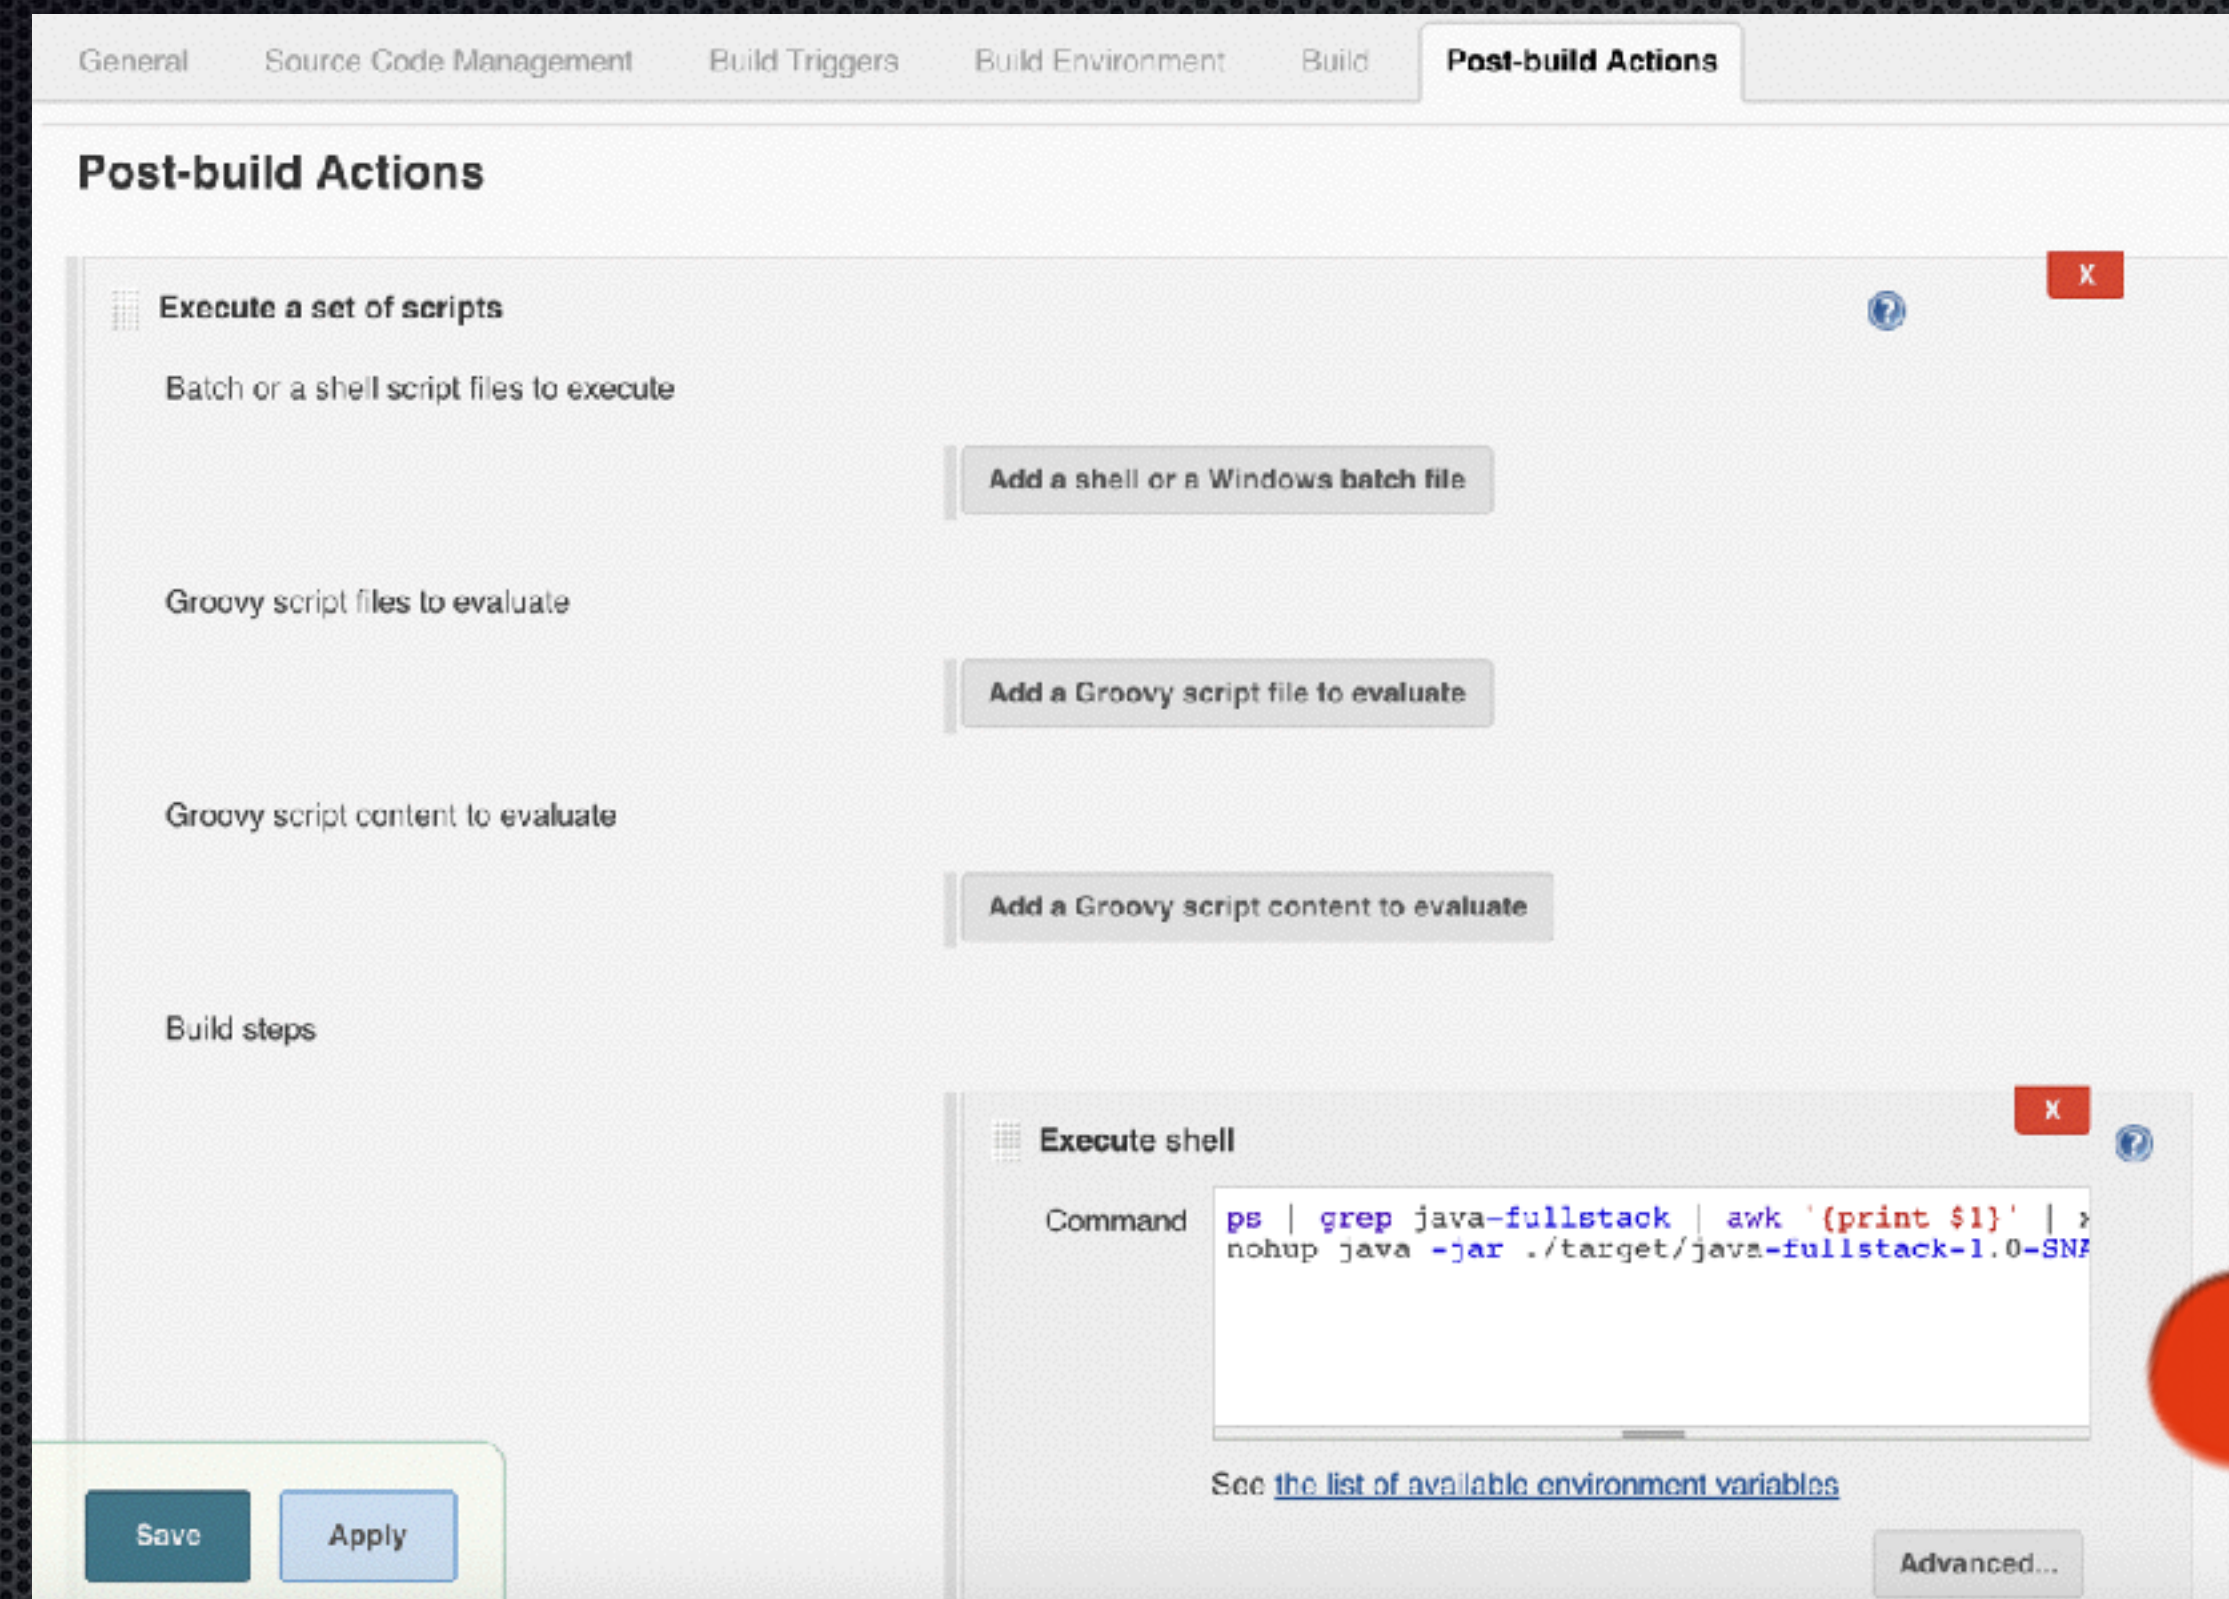 General Source Code Management Build Triggers Build Environment Build Post-build Actions
Post-build Actions
X
Execute a set of scripts
Batch or a shell script files to execute
Add a shell or a Windows batch file
Groovy script files to evaluate
Add a Groovy script file to evaluate
Groovy script content to evaluate
Add a Groovy script content to evaluate
Build steps
X
Execute shell
Command
ps | grep java-fullstack | awk '{print $1}' |
nohup java -jar ./target/java-fullstack-1.0-SN
See the list of available environment variables
Save Apply
Advanced...